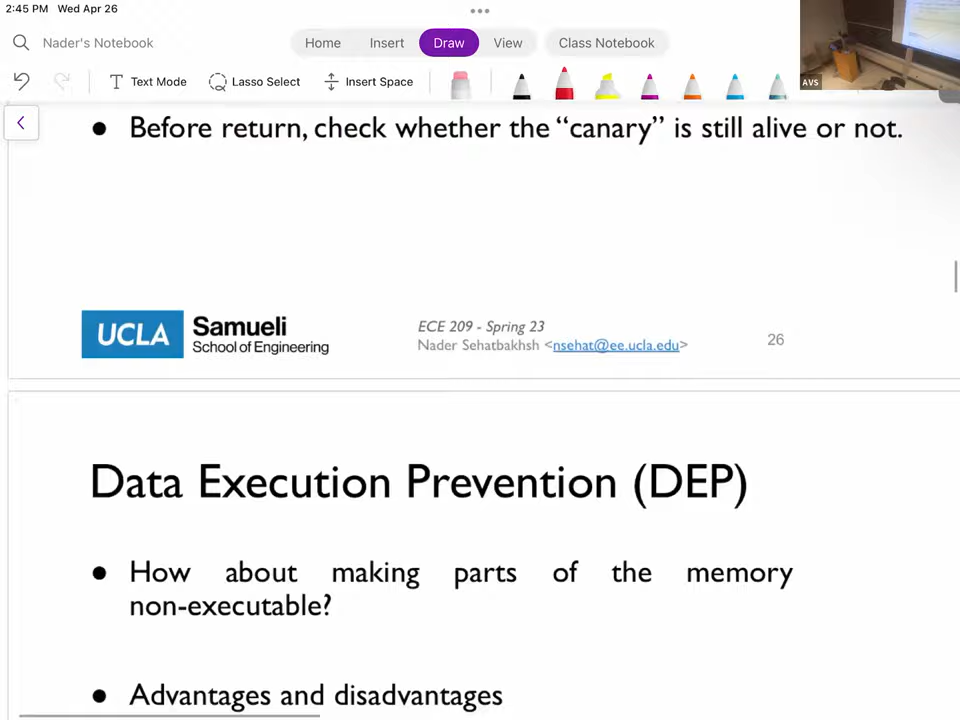 2:45 PM Wed Apr 26
Nader's Notebook
Home Insert Draw View Class Notebook
Text Mode Lasso Select Insert Space
AVS
● Before return, check whether the “canary” is still alive or not.
UCLA Samueli
School of Engineering
ECE 209 - Spring 23
Nader Sehatbakhsh <nsehat@ee.ucla.edu>
26
Data Execution Prevention (DEP)
● How about making parts of the memory
non-executable?
● Advantages and disadvantages